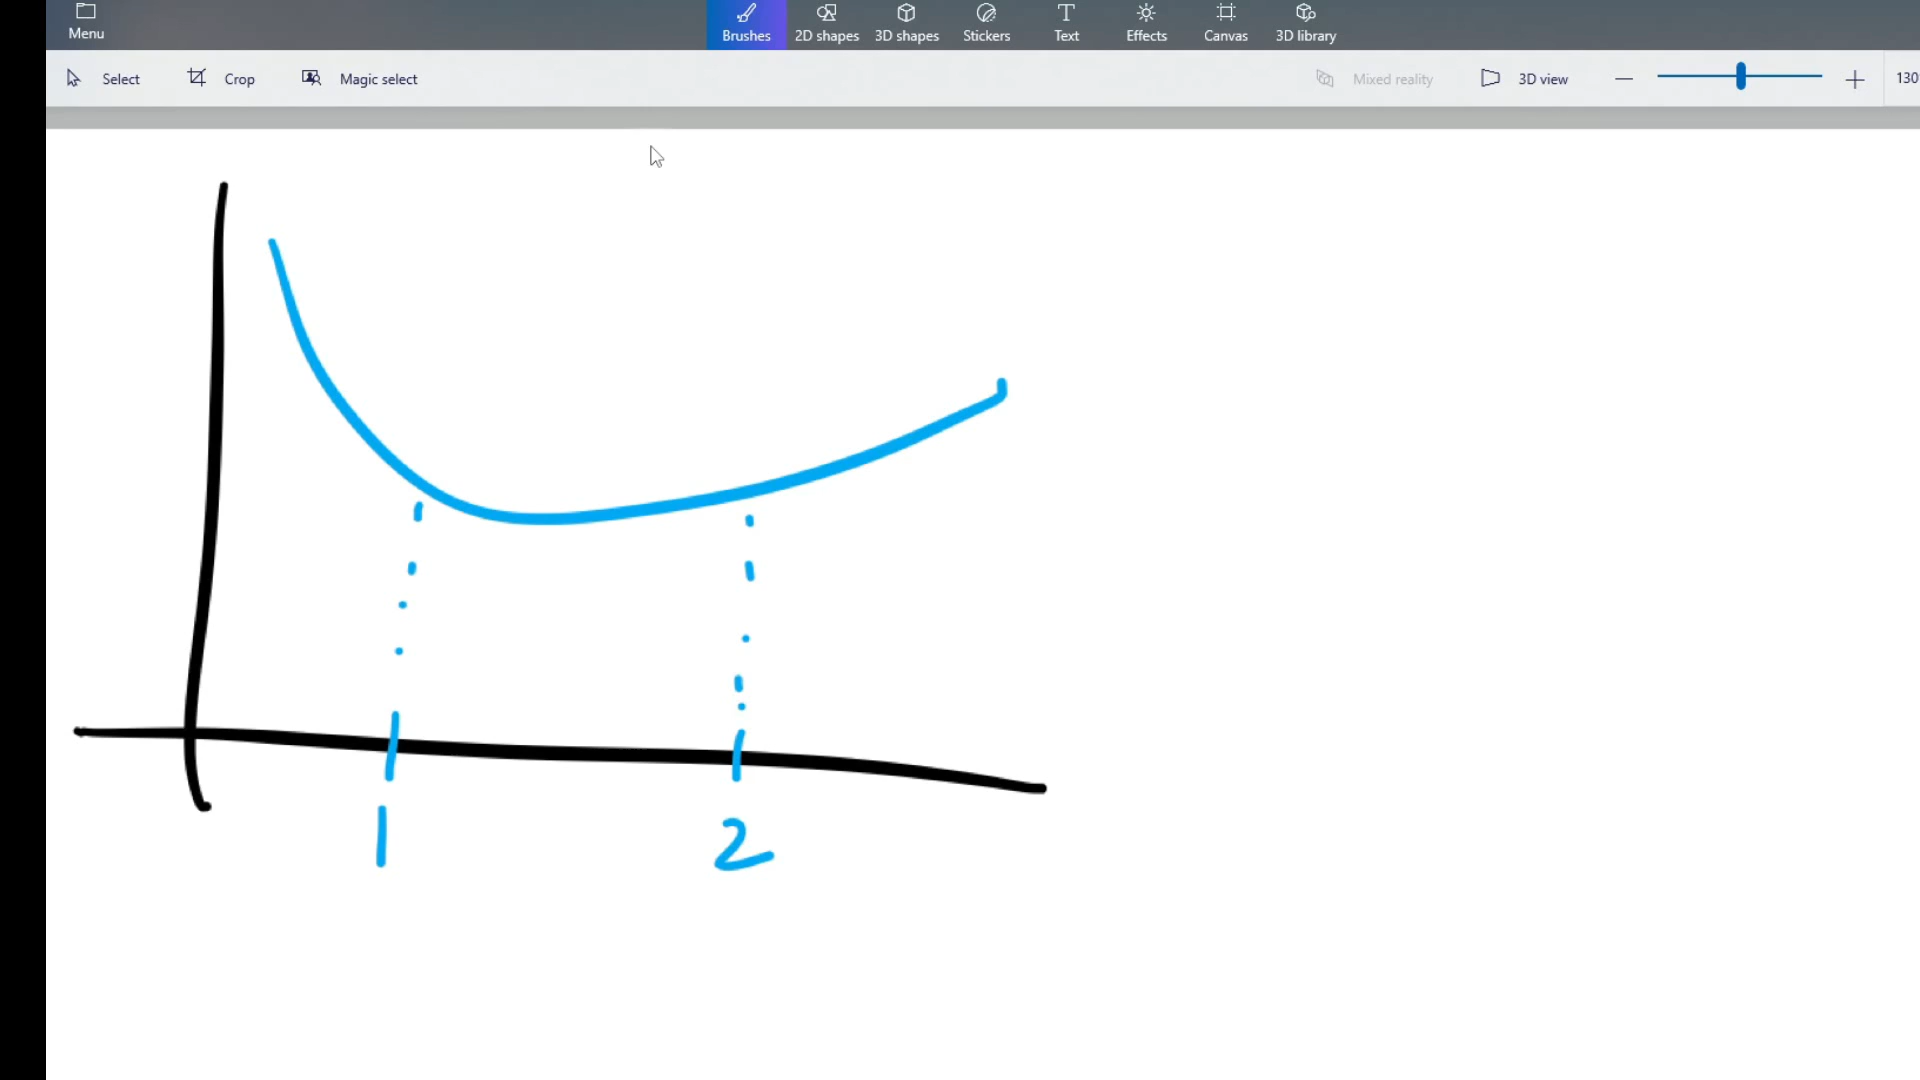 Menu Brushes 2D shapes 3D shapes Stickers Text Effects Canvas 3D library
Select Crop Magic select Mixed reality 3D view 130
1 2